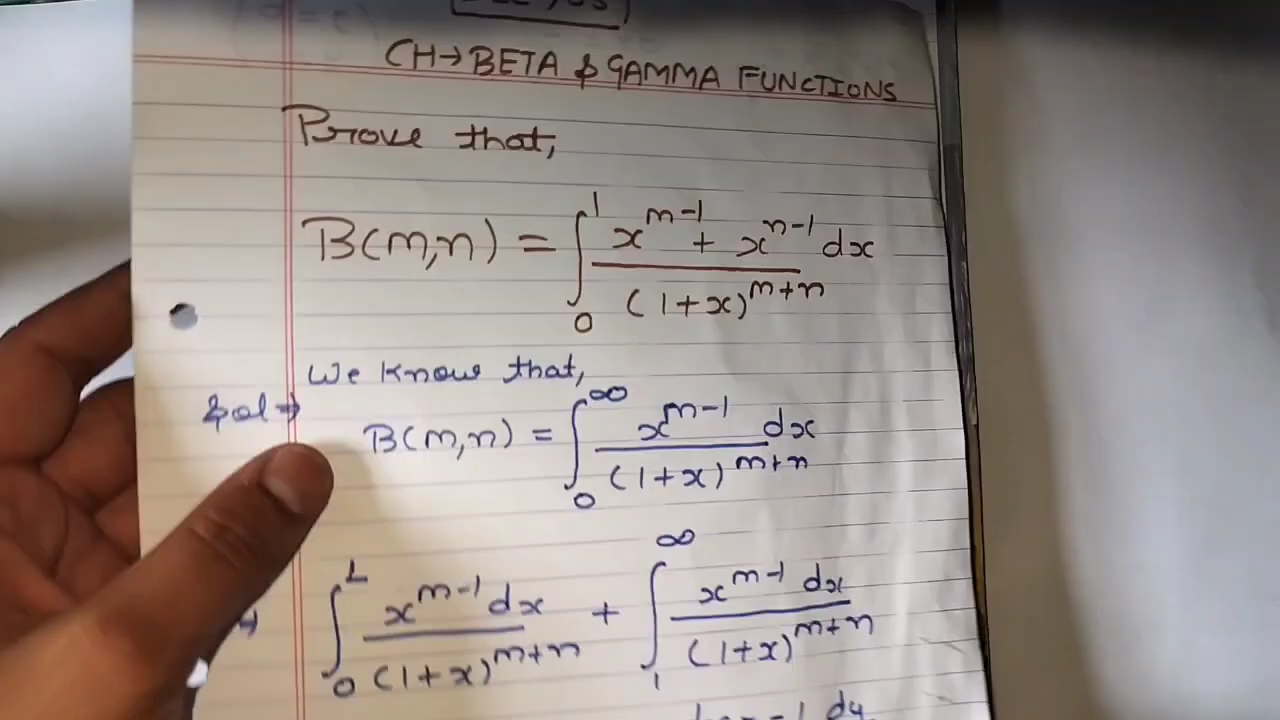 CH→BETA & GAMMA FUNCTIONS
Prove that,
B(m,n) = ∫₀¹ x^(m-1) + x^(n-1) dx / (1+x)^(m+n)
We know that,
Sol⇒ B(m,n) = ∫₀^∞ x^(m-1) dx / (1+x)^(m+n)
∫₀¹ x^(m-1) dx / (1+x)^(m+n) + ∫₁^∞ x^(m-1) dx / (1+x)^(m+n)